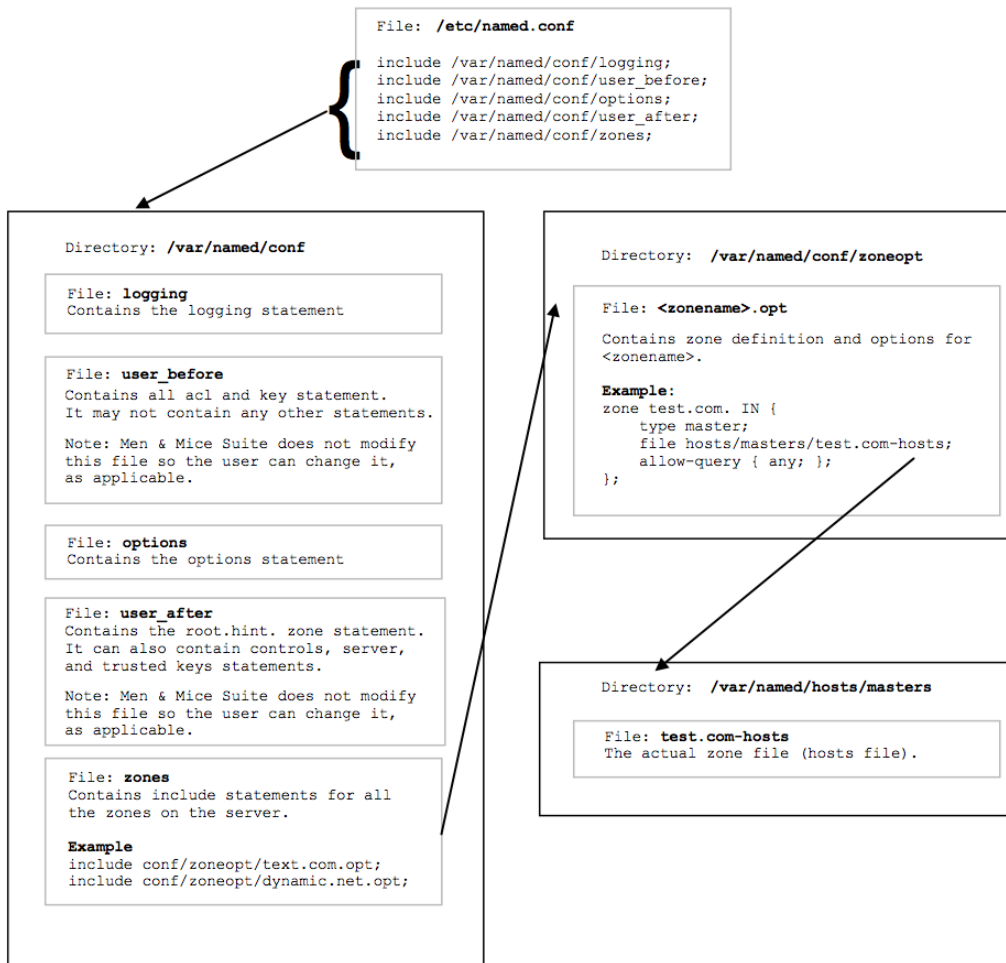 File: /etc/named.conf
include /var/named/conf/logging;
include /var/named/conf/user_before;
include /var/named/conf/options;
include /var/named/conf/user_after;
include /var/named/conf/zones;
Directory: /var/named/conf
File: logging
Contains the logging statement
File: user_before
Contains all acl and key statement.
It may not contain any other statements.
Note: Men & Mice Suite does not modify
this file so the user can change it,
as applicable.
File: options
Contains the options statement
File: user_after
Contains the root.hint. zone statement.
It can also contain controls, server,
and trusted keys statements.
Note: Men & Mice Suite does not modify
this file so the user can change it,
as applicable.
File: zones
Contains include statements for all
the zones on the server.
Example
include conf/zoneopt/text.com.opt;
include conf/zoneopt/dynamic.net.opt;
Directory: /var/named/conf/zoneopt
File: <zonename>.opt
Contains zone definition and options for
<zonename>.
Example:
zone test.com. IN {
type master;
file hosts/masters/test.com-hosts;
allow-query { any; };
};
Directory: /var/named/hosts/masters
File: test.com-hosts
The actual zone file (hosts file).